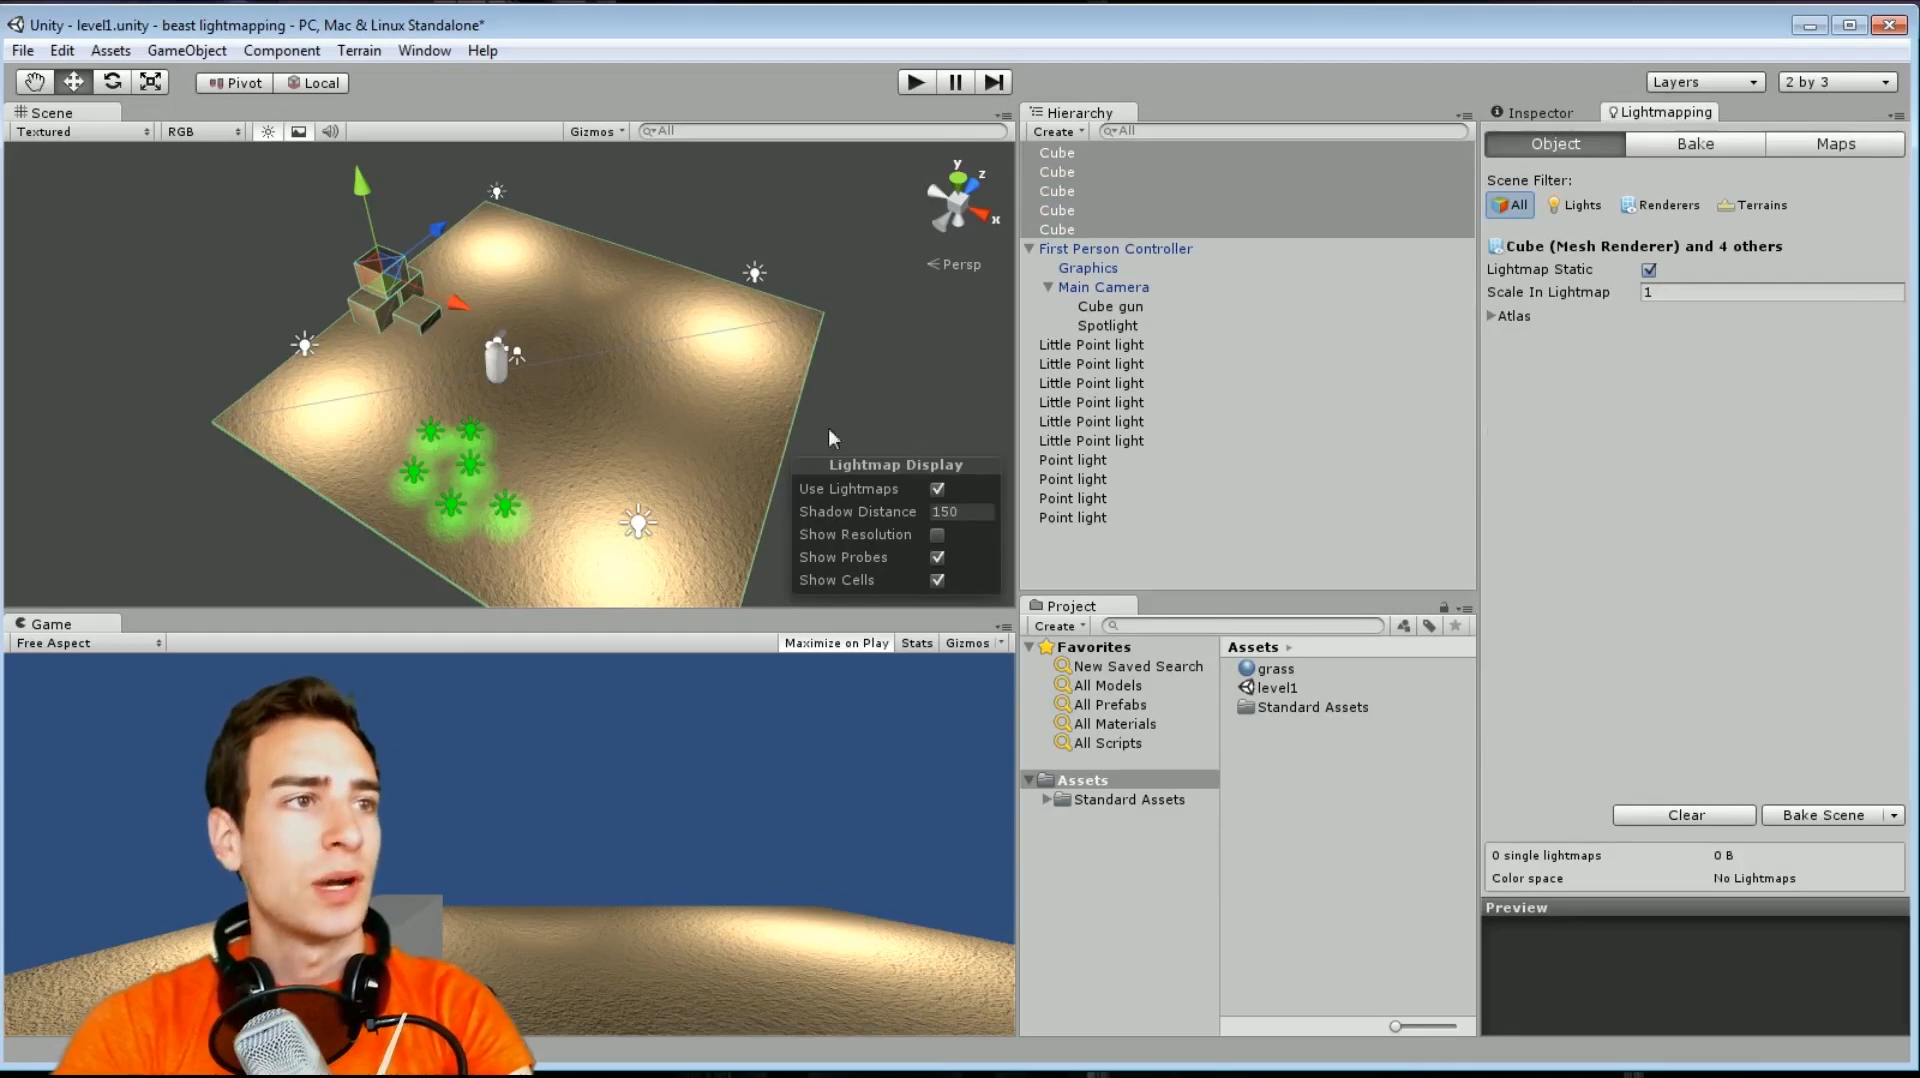 Unity - level1.unity - beast lightmapping - PC, Mac & Linux Standalone*
File Edit Assets GameObject Component Terrain Window Help
Pivot Local Layers 2 by 3
Scene
Textured RGB Gizmos All
y
z
x
Persp
Lightmap Display
Use Lightmaps
Shadow Distance 150
Show Resolution
Show Probes
Show Cells
Game
Free Aspect Maximize on Play Stats Gizmos
Hierarchy
Create All
Cube
Cube
Cube
Cube
Cube
First Person Controller
Graphics
Main Camera
Cube gun
Spotlight
Little Point light
Little Point light
Little Point light
Little Point light
Little Point light
Little Point light
Point light
Point light
Point light
Point light
Project
Create
Favorites
New Saved Search
All Models
All Prefabs
All Materials
All Scripts
Assets
Standard Assets
Assets
grass
level1
Standard Assets
Inspector Lightmapping
Object Bake Maps
Scene Filter:
All Lights Renderers Terrains
Cube (Mesh Renderer) and 4 others
Lightmap Static
Scale In Lightmap 1
Atlas
Clear Bake Scene
0 single lightmaps 0 B
Color space No Lightmaps
Preview